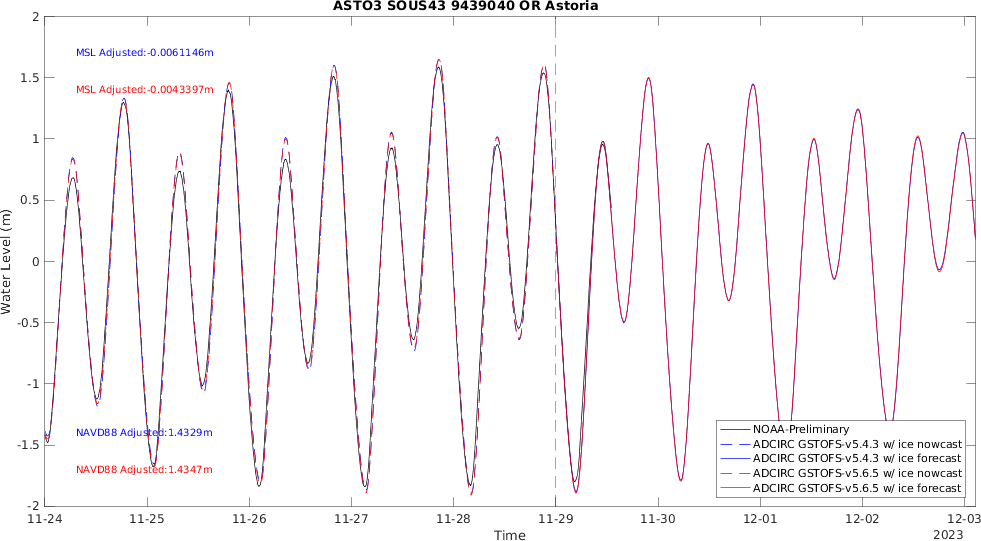 ASTO3 SOUS43 9439040 OR Astoria
Water Level (m)
2
1.5
1
0.5
0
-0.5
-1
-1.5
-2
MSL Adjusted:-0.0061146m
MSL Adjusted:-0.0043397m
NAVD88 Adjusted:1.4329m
NAVD88 Adjusted:1.4347m
NOAA-Preliminary
ADCIRC GSTOFS-v5.4.3 w/ ice nowcast
ADCIRC GSTOFS-v5.4.3 w/ ice forecast
ADCIRC GSTOFS-v5.6.5 w/ ice nowcast
ADCIRC GSTOFS-v5.6.5 w/ ice forecast
11-24 11-25 11-26 11-27 11-28 11-29 11-30 12-01 12-02 12-03
2023
Time